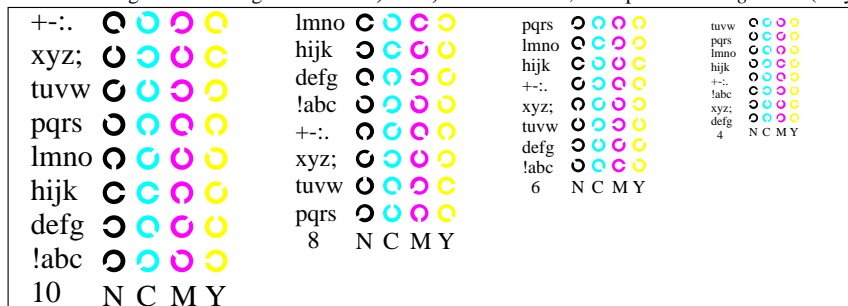 +-:.
xyz;
tuvw
pqrs
lmno
hijk
defg
!abc
10 N C M Y
lmno
hijk
defg
!abc
+-:.
xyz;
tuvw
pqrs
8 N C M Y
pqrs
lmno
hijk
+-:.
xyz;
tuvw
defg
!abc
6 N C M Y
tuvw
pqrs
lmno
hijk
+-:.
!abc
xyz;
defg
4 N C M Y